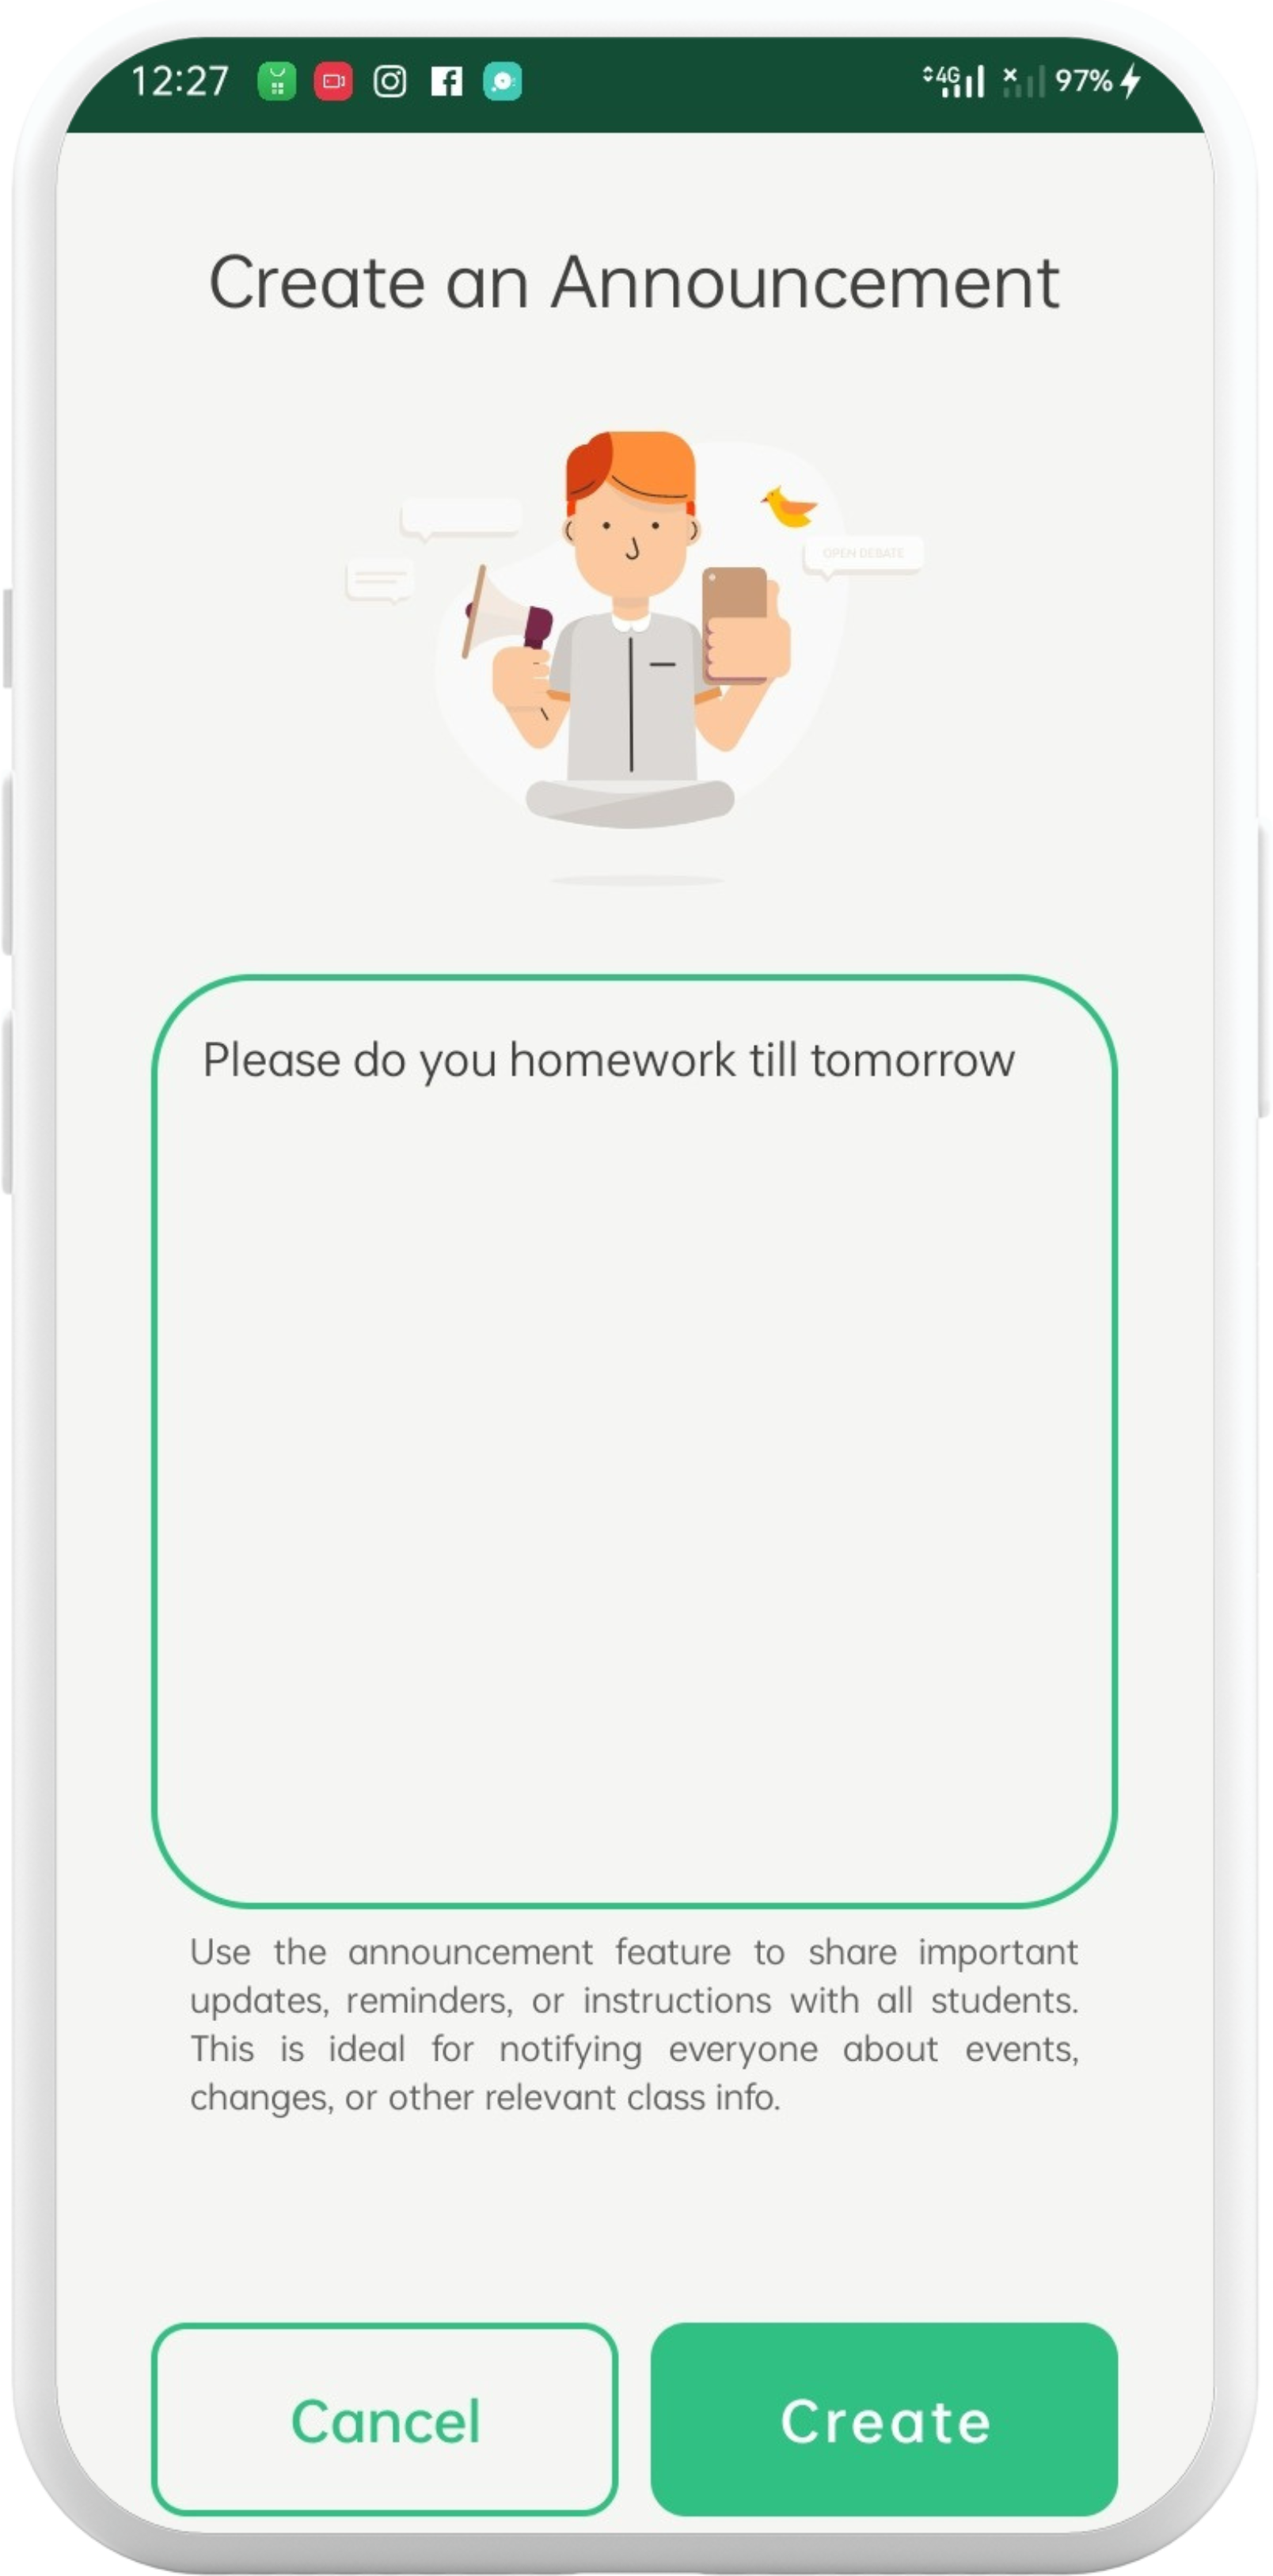 12:27 4G 97%
Create an Announcement
OPEN DEBATE
Please do you homework till tomorrow
Use the announcement feature to share important
updates, reminders, or instructions with all students.
This is ideal for notifying everyone about events,
changes, or other relevant class info.
Cancel Create